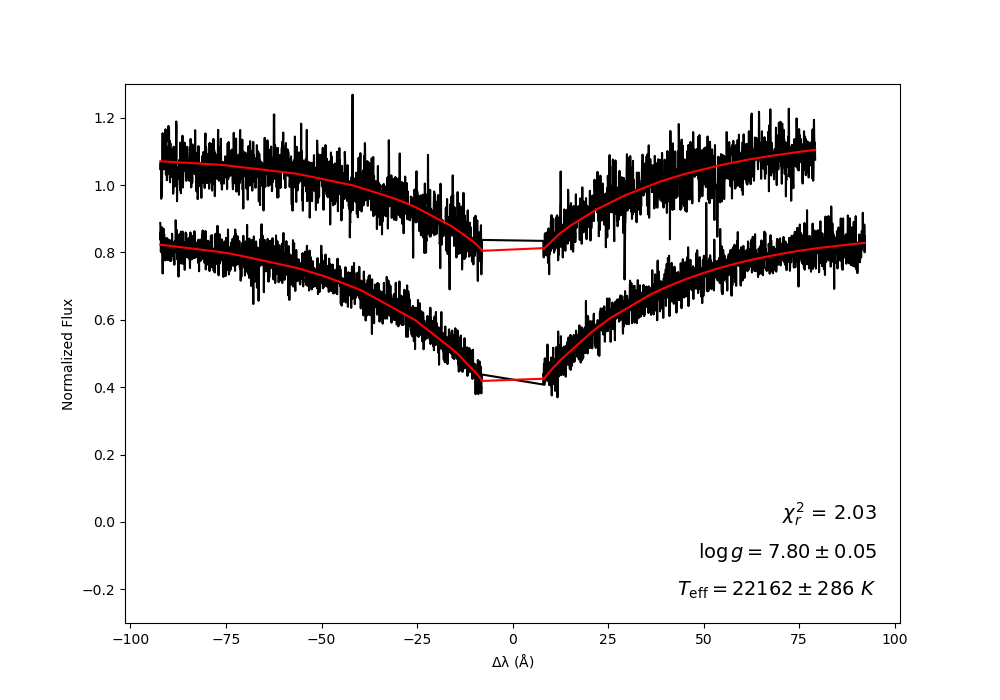 1.2
1.0
0.8
0.6
0.4
0.2
0.0
−0.2
Normalized Flux
χ²ᵣ = 2.03
log g = 7.80 ± 0.05
T_eff = 22162 ± 286 K
−100 −75 −50 −25 0 25 50 75 100
Δλ (Å)